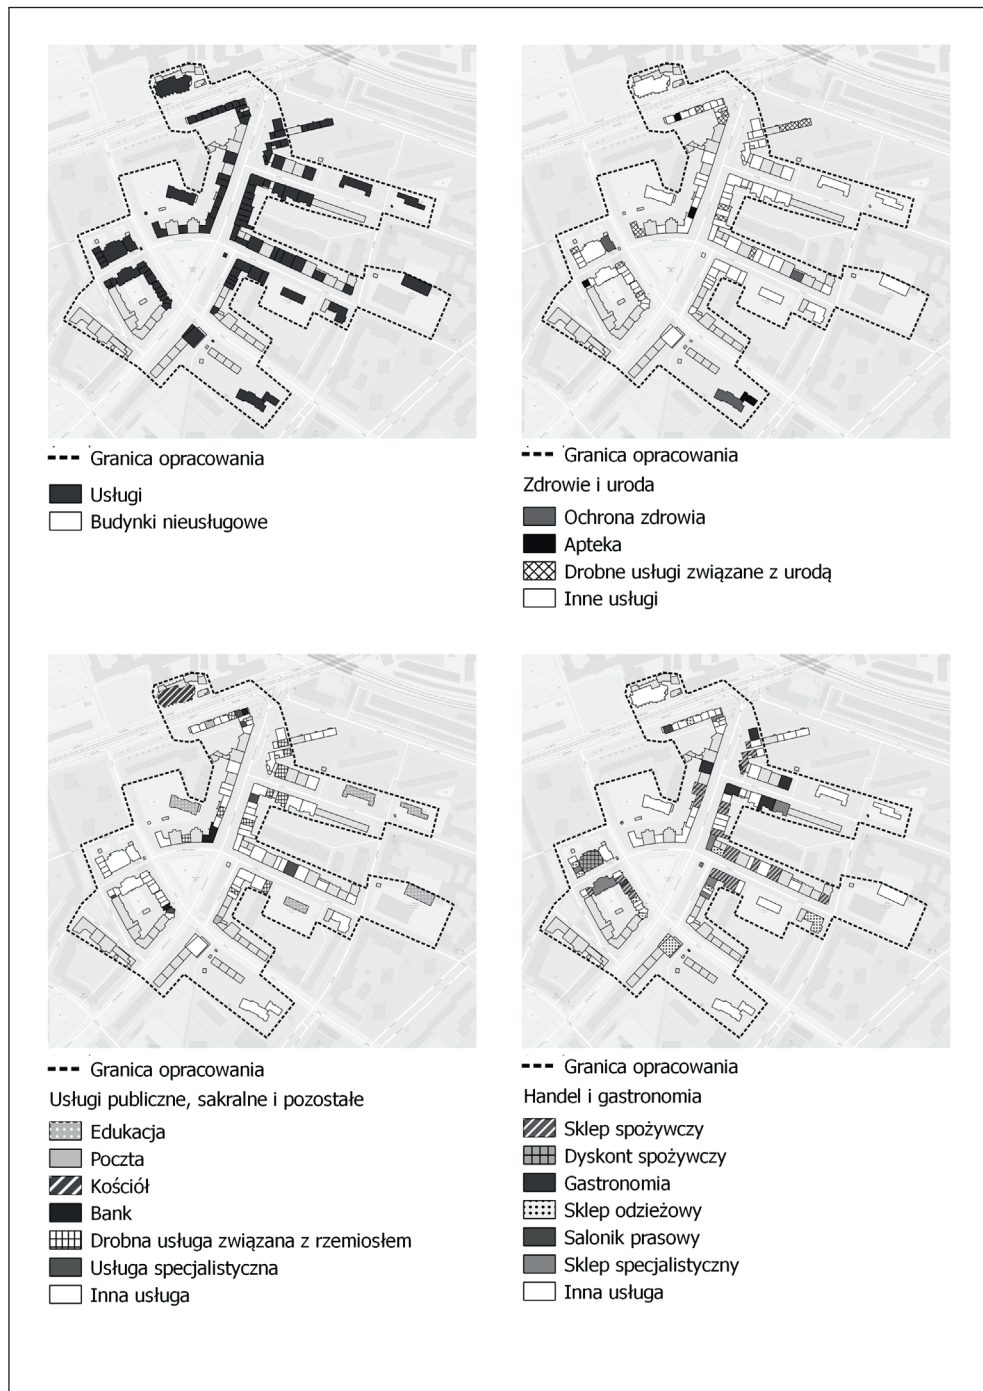 Granica opracowania
Usługi
Budynki nieusługowe
Granica opracowania
Zdrowie i uroda
Ochrona zdrowia
Apteka
Drobne usługi związane z urodą
Inne usługi
Granica opracowania
Usługi publiczne, sakralne i pozostałe
Edukacja
Poczta
Kościół
Bank
Drobna usługa związana z rzemiosłem
Usługa specjalistyczna
Inna usługa
Granica opracowania
Handel i gastronomia
Sklep spożywczy
Dyskont spożywczy
Gastronomia
Sklep odzieżowy
Salonik prasowy
Sklep specjalistyczny
Inna usługa